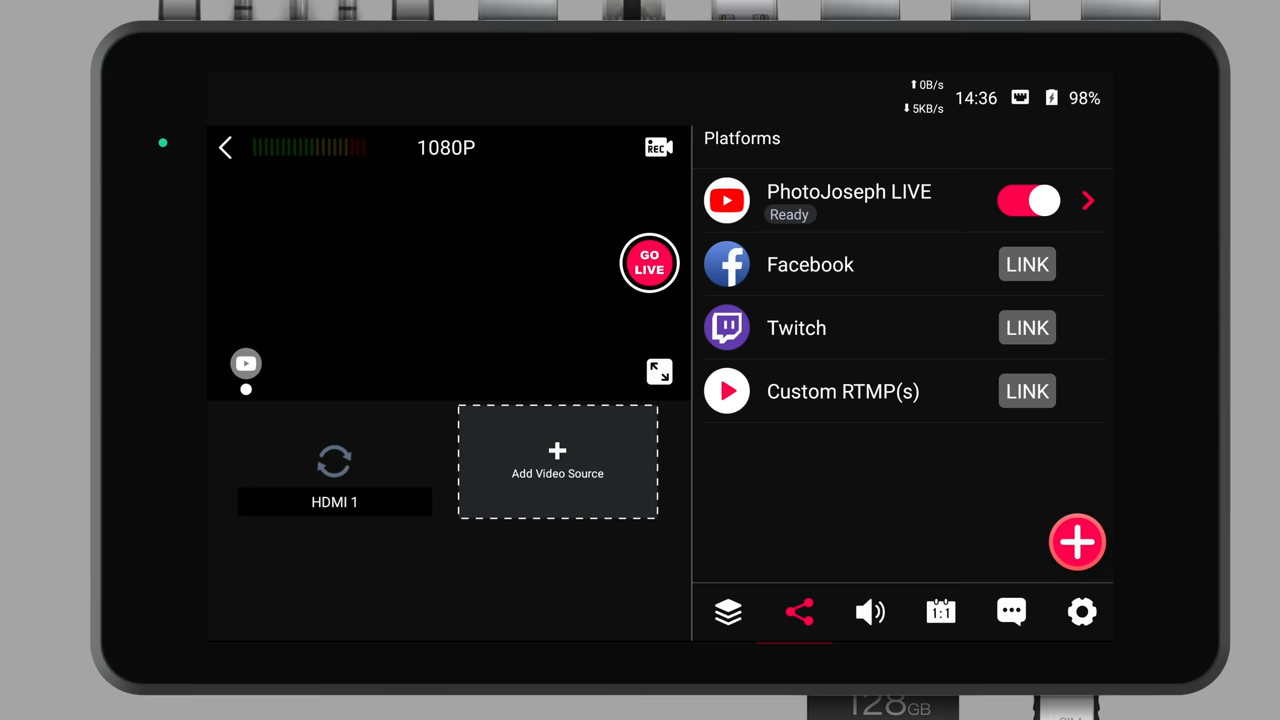 ↑0B/s
↓5KB/s
14:36
98%
1080P
REC
Platforms
PhotoJoseph LIVE
Ready
GO
LIVE
Facebook
LINK
Twitch
LINK
Custom RTMP(s)
LINK
Add Video Source
HDMI 1
1:1
128GB